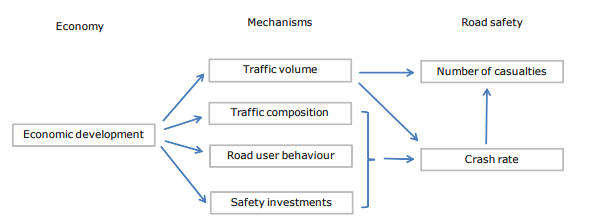 Economy
Mechanisms
Road safety
Traffic volume
Number of casualties
Traffic composition
Economic development
Road user behaviour
Crash rate
Safety investments